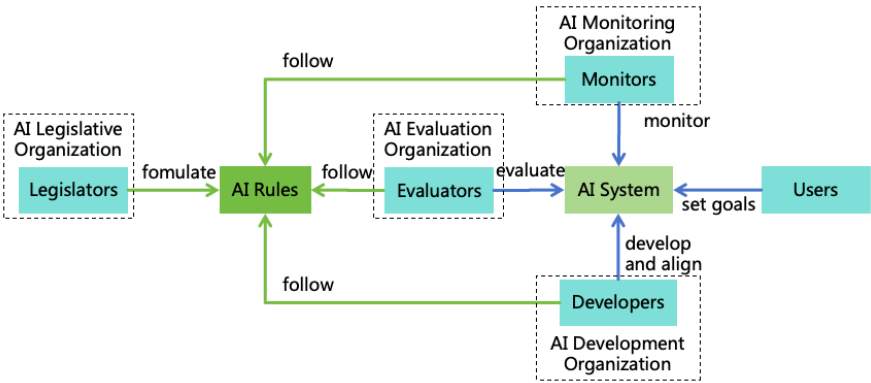 AI Monitoring
Organization
Monitors
follow
monitor
AI Legislative
Organization
Legislators
fomulate
AI Rules
follow
AI Evaluation
Organization
Evaluators
evaluate
AI System
set goals
Users
develop
and align
follow
Developers
AI Development
Organization